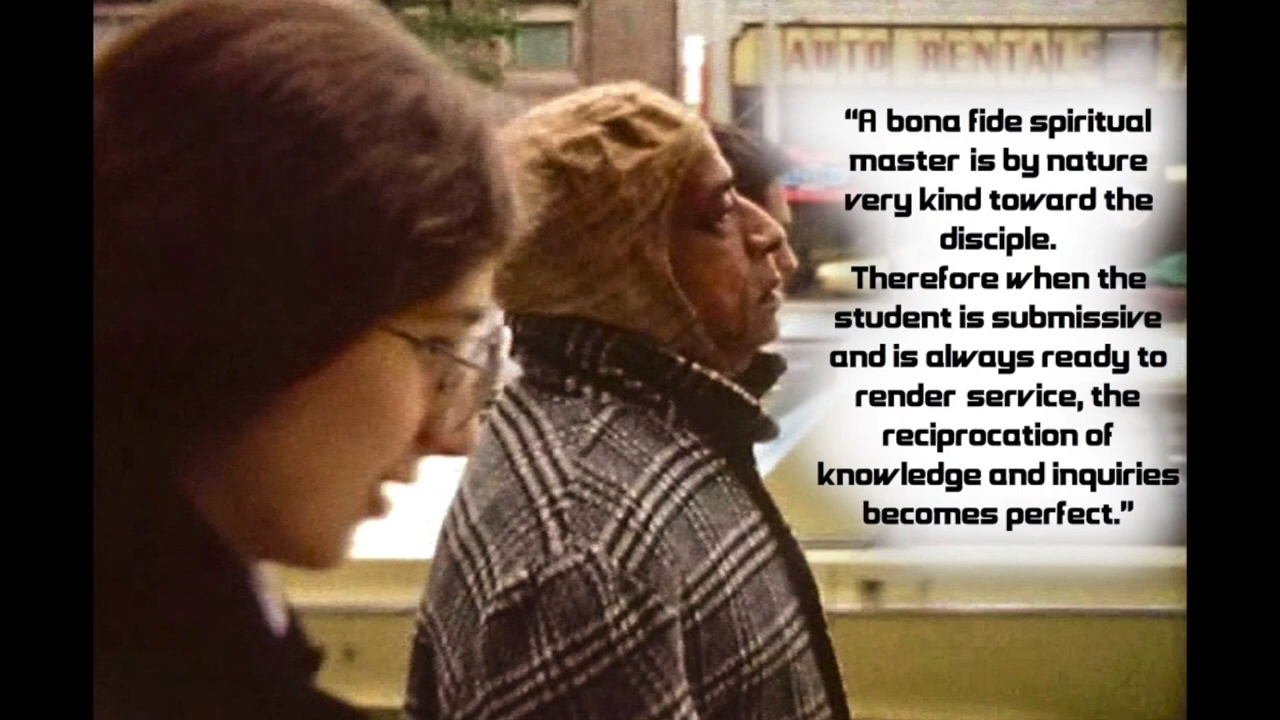 AUTO RENTALS
“A bona fide spiritual
master is by nature
very kind toward the
disciple.
Therefore when the
student is submissive
and is always ready to
render service, the
reciprocation of
knowledge and inquiries
becomes perfect.”